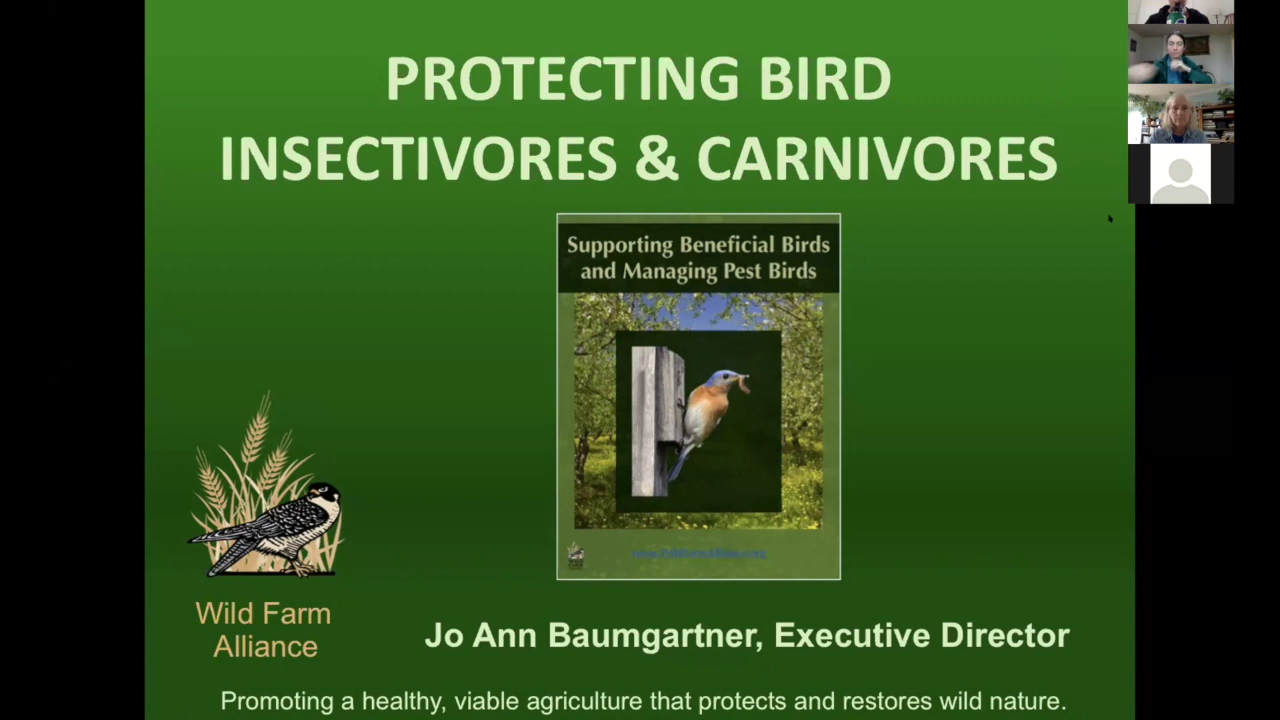 PROTECTING BIRD
INSECTIVORES & CARNIVORES
Supporting Beneficial Birds
and Managing Pest Birds
Wild Farm
Alliance
Jo Ann Baumgartner, Executive Director
Promoting a healthy, viable agriculture that protects and restores wild nature.